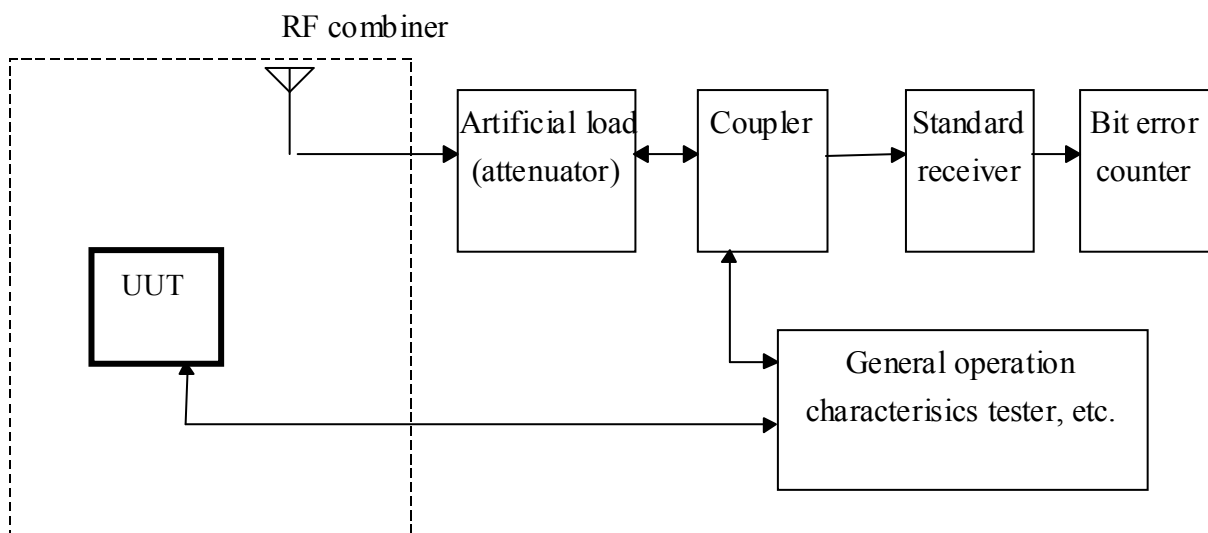 RF combiner
Artificial load
(attenuator)
Coupler
Standard
receiver
Bit error
counter
UUT
General operation
characterisics tester, etc.